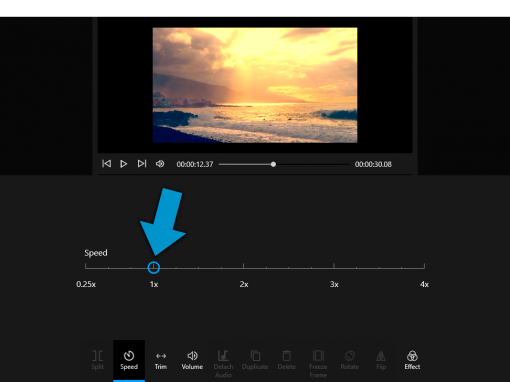 00:00:12.37
00:00:30.08
Speed
0.25x 1x 2x 3x 4x
Split Speed Trim Volume Detach Audio Duplicate Delete Freeze Frame Rotate Flip Effect